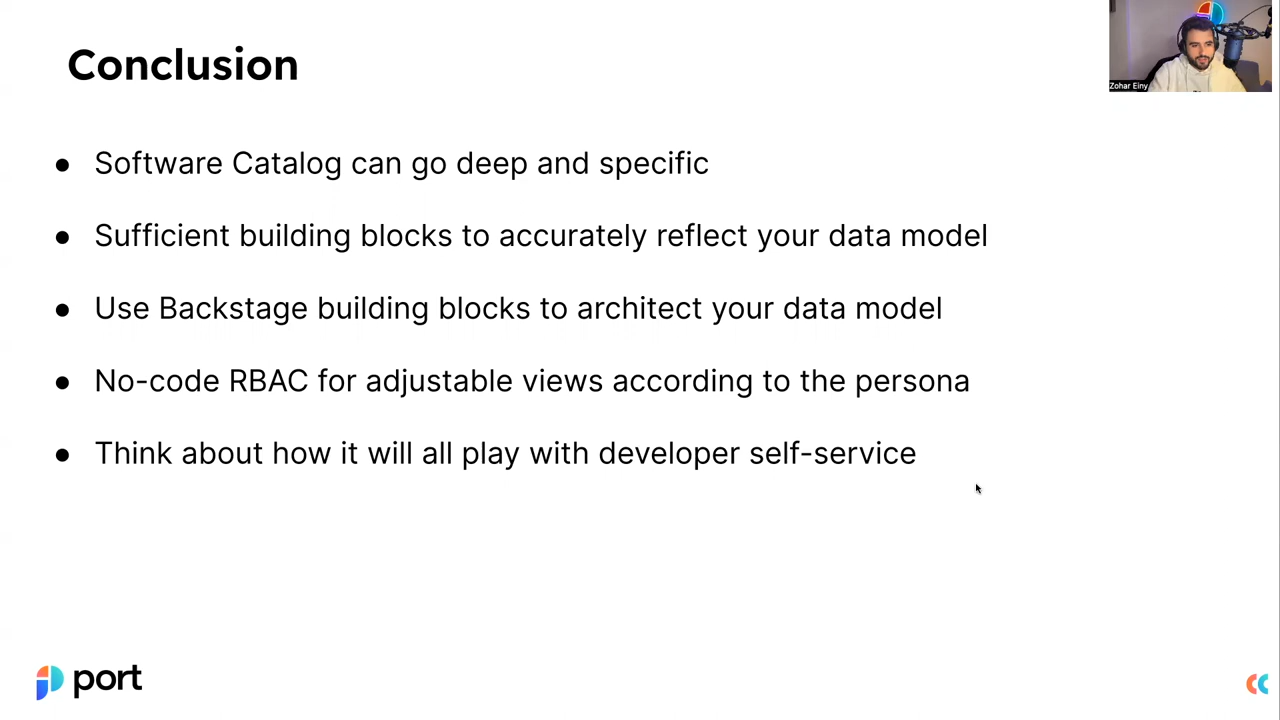 Conclusion
Zohar Einy
● Software Catalog can go deep and specific
● Sufficient building blocks to accurately reflect your data model
● Use Backstage building blocks to architect your data model
● No-code RBAC for adjustable views according to the persona
● Think about how it will all play with developer self-service
port